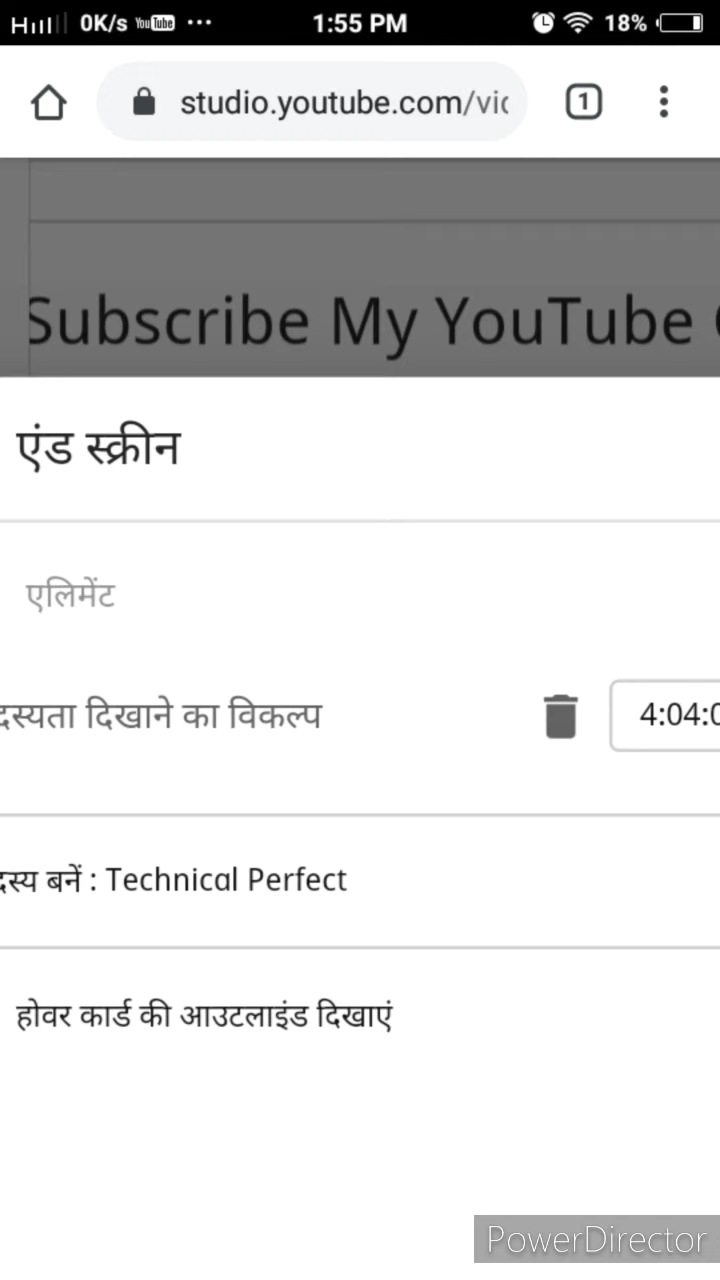 0K/s YouTube ... 1:55 PM 18%
studio.youtube.com/vi
1
Subscribe My YouTube
एंड स्क्रीन
एलिमेंट
दस्यता दिखाने का विकल्प 4:04:0
दस्य बनें : Technical Perfect
होवर कार्ड की आउटलाइंड दिखाएं
PowerDirector